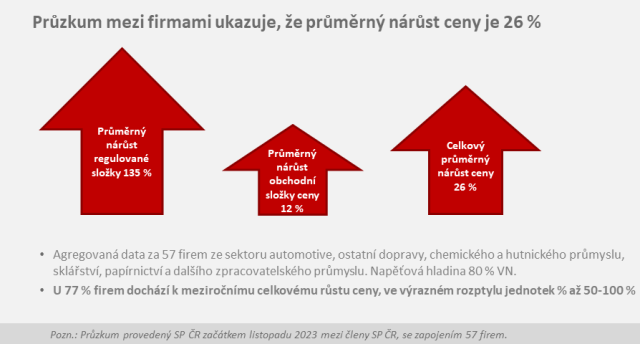 Průzkum mezi firmami ukazuje, že průměrný nárůst ceny je 26 %
Průměrný
nárůst
regulované
složky 135 %
Průměrný
nárůst
obchodní
složky ceny
12 %
Celkový
průměrný
nárůst ceny
26 %
• Agregovaná data za 57 firem ze sektoru automotive, ostatní dopravy, chemického a hutnického průmyslu,
sklářství, papírnictví a dalšího zpracovatelského průmyslu. Napěťová hladina 80 % VN.
• U 77 % firem dochází k meziročnímu celkovému růstu ceny, ve výrazném rozptylu jednotek % až 50-100 %
Pozn.: Průzkum provedený SP ČR začátkem listopadu 2023 mezi členy SP ČR, se zapojením 57 firem.